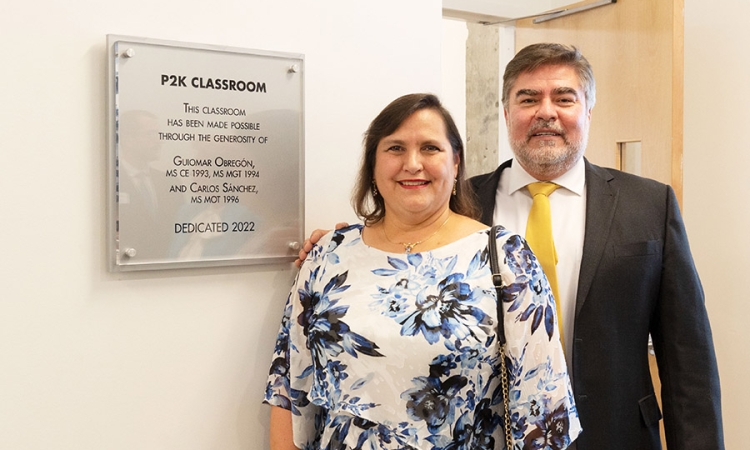 P2K CLASSROOM
THIS CLASSROOM
HAS BEEN MADE POSSIBLE
THROUGH THE GENEROSITY OF
GUIOMAR OBREGÓN,
MS CE 1993, MS MGT 1994
AND CARLOS SÁNCHEZ,
MS MOT 1996
DEDICATED 2022